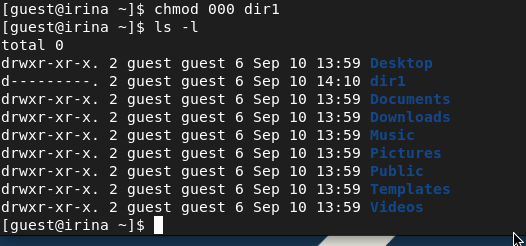 [guest@irina ~]$ chmod 000 dir1
[guest@irina ~]$ ls -l
total 0
drwxr-xr-x. 2 guest guest 6 Sep 10 13:59 Desktop
d---------. 2 guest guest 6 Sep 10 14:10 dir1
drwxr-xr-x. 2 guest guest 6 Sep 10 13:59 Documents
drwxr-xr-x. 2 guest guest 6 Sep 10 13:59 Downloads
drwxr-xr-x. 2 guest guest 6 Sep 10 13:59 Music
drwxr-xr-x. 2 guest guest 6 Sep 10 13:59 Pictures
drwxr-xr-x. 2 guest guest 6 Sep 10 13:59 Public
drwxr-xr-x. 2 guest guest 6 Sep 10 13:59 Templates
drwxr-xr-x. 2 guest guest 6 Sep 10 13:59 Videos
[guest@irina ~]$